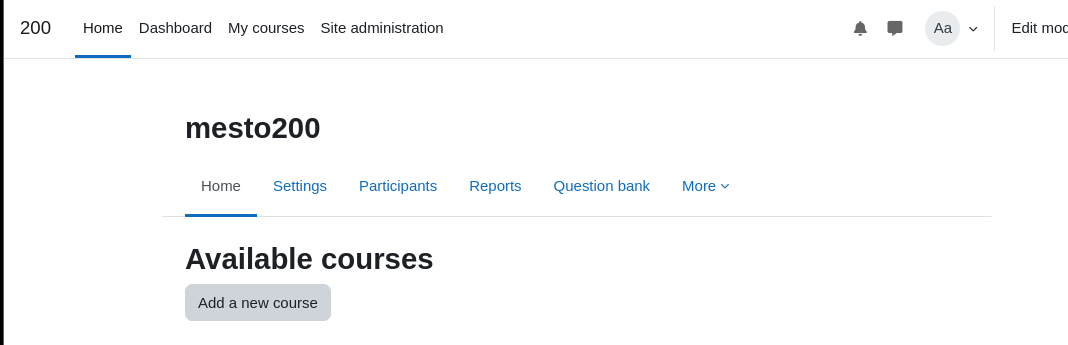 200 Home Dashboard My courses Site administration Aa Edit mod
mesto200
Home Settings Participants Reports Question bank More
Available courses
Add a new course